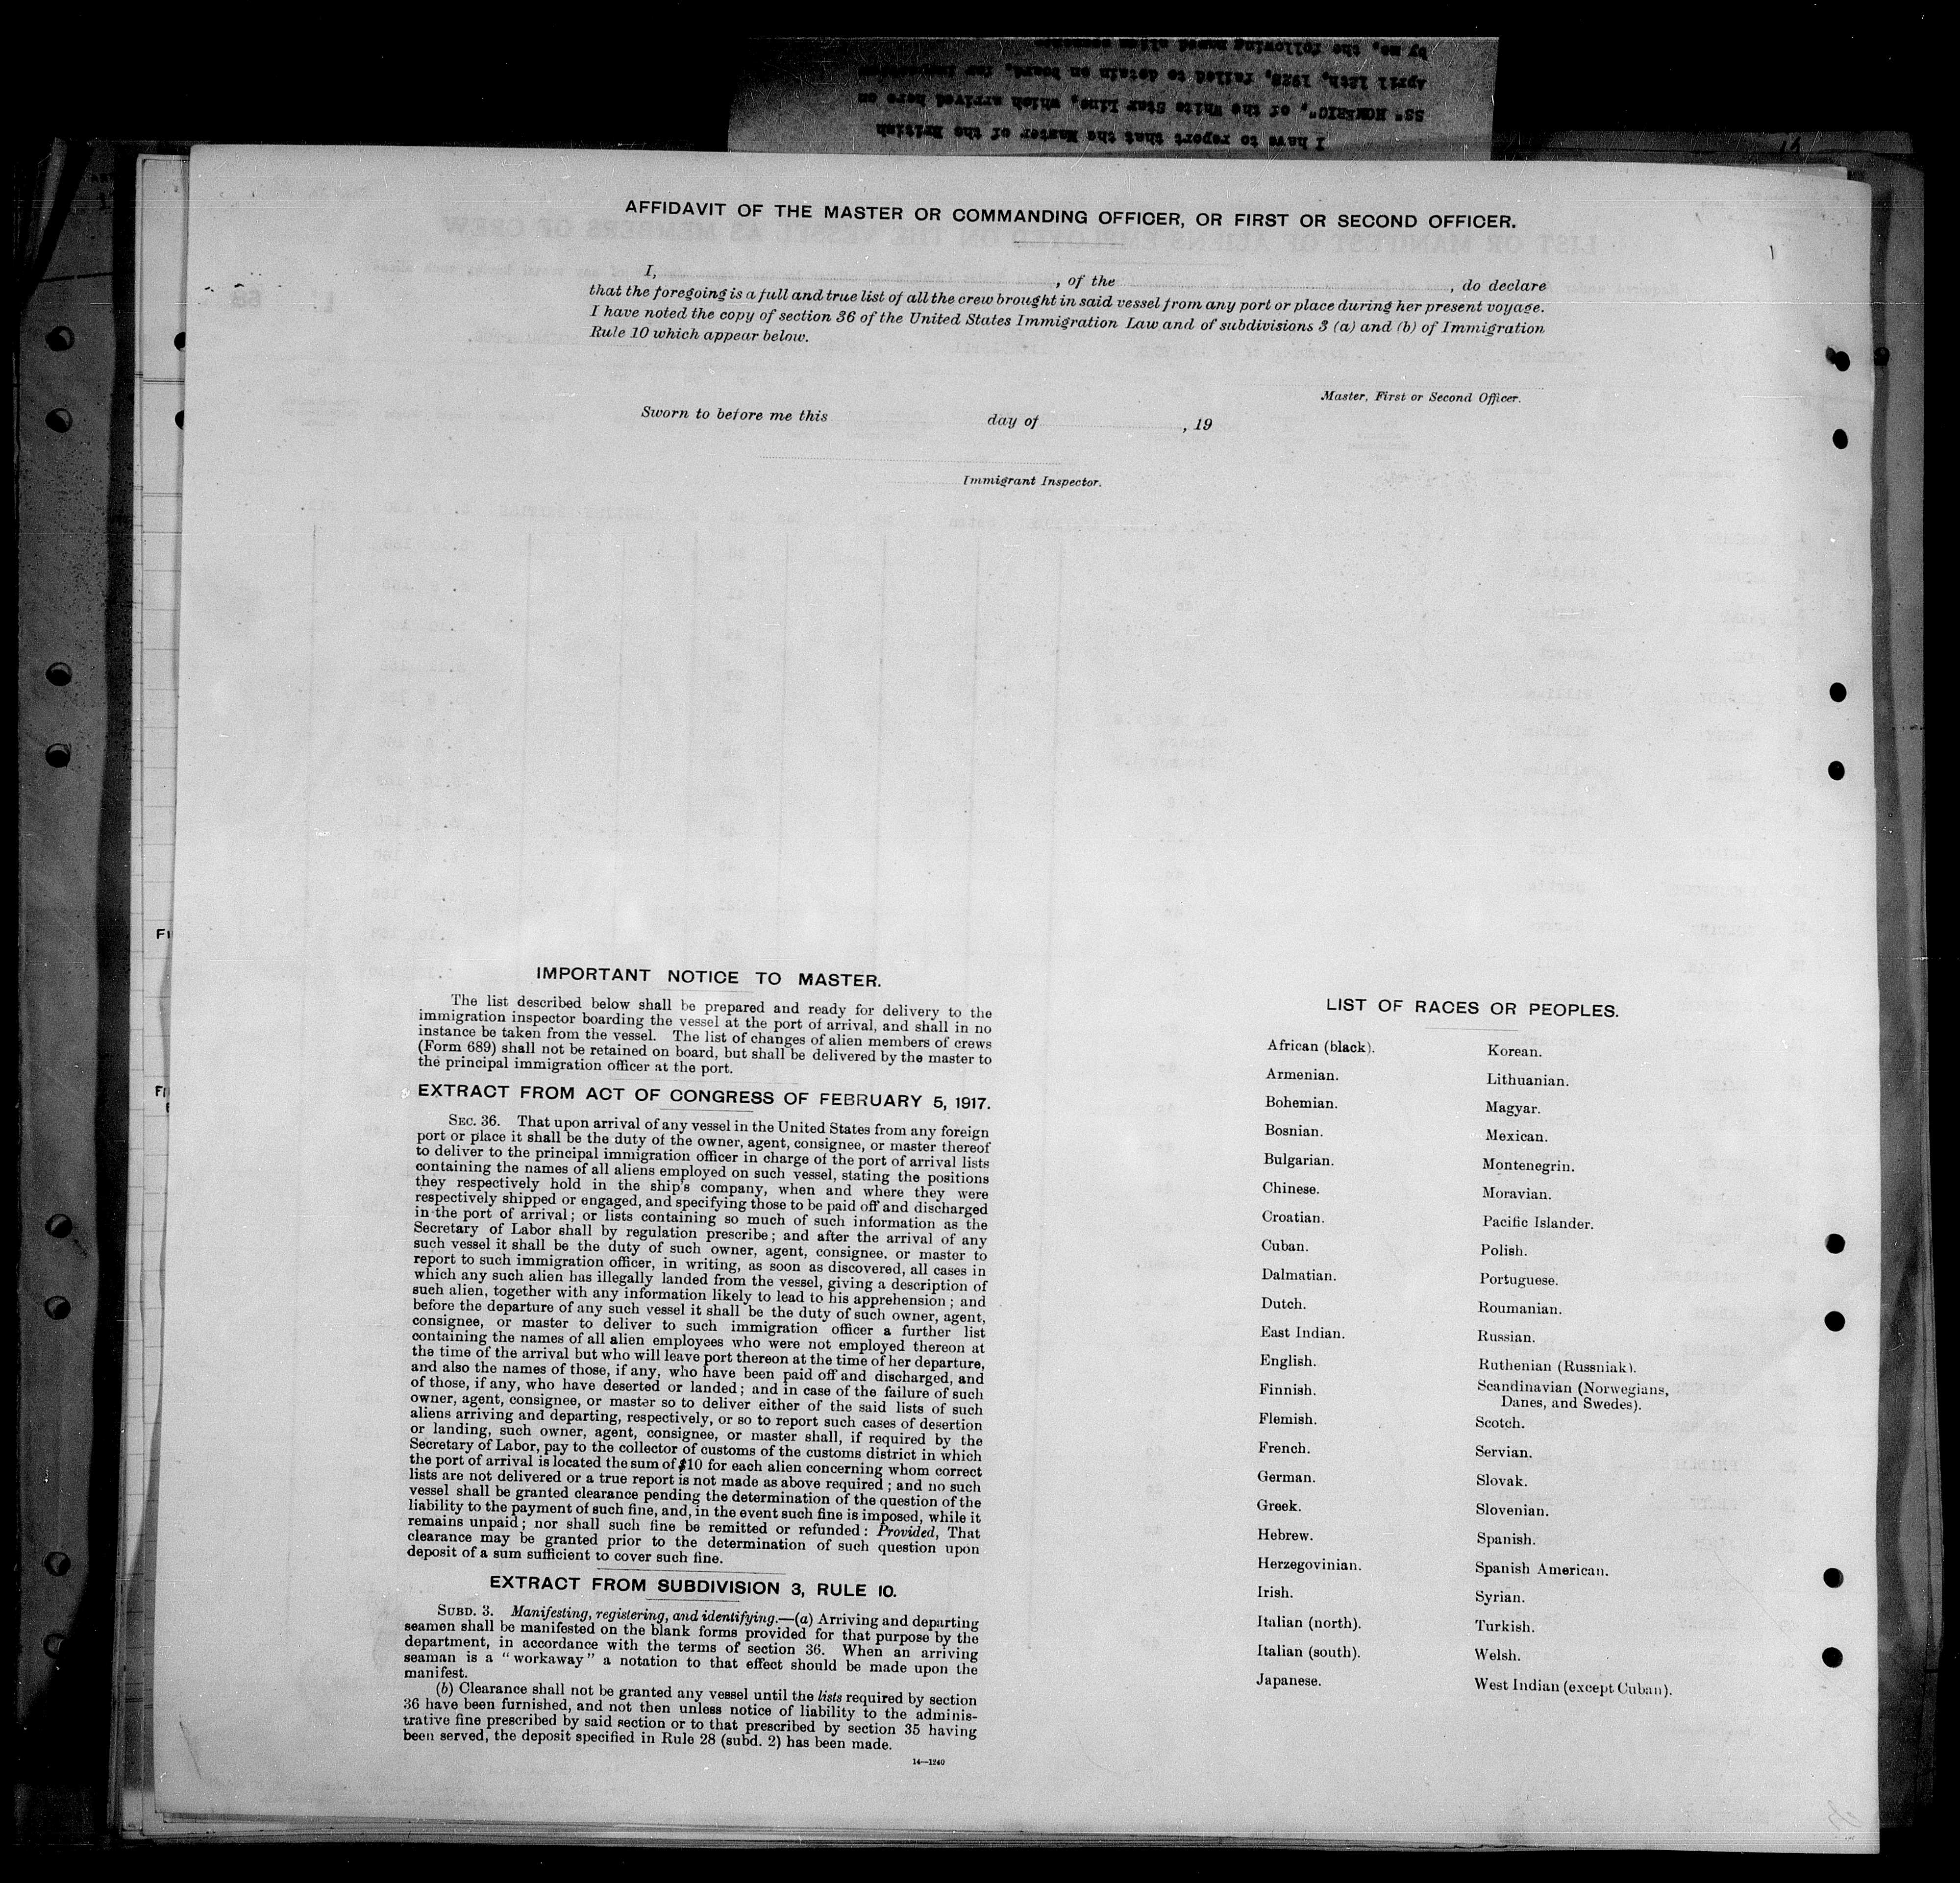 by me, the following named alien seamen:
April 12th, 1928, failed to detain on board, for inspection
SS" HOMERIC", of the White Star Line, which arrived here on
I have to report that the Master of the British
AFFIDAVIT OF THE MASTER OR COMMANDING OFFICER, OR FIRST OR SECOND OFFICER.
I, , of the , do declare
that the foregoing is a full and true list of all the crew brought in said vessel from any port or place during her present voyage.
I have noted the copy of section 36 of the United States Immigration Law and of subdivisions 3 (a) and (b) of Immigration
Rule 10 which appear below.
Master, First or Second Officer.
Sworn to before me this day of , 19
Immigrant Inspector.
IMPORTANT NOTICE TO MASTER.
The list described below shall be prepared and ready for delivery to the
immigration inspector boarding the vessel at the port of arrival, and shall in no
instance be taken from the vessel. The list of changes of alien members of crews
(Form 689) shall not be retained on board, but shall be delivered by the master to
the principal immigration officer at the port.
EXTRACT FROM ACT OF CONGRESS OF FEBRUARY 5, 1917.
SEC. 36. That upon arrival of any vessel in the United States from any foreign
port or place it shall be the duty of the owner, agent, consignee, or master thereof
to deliver to the principal immigration officer in charge of the port of arrival lists
containing the names of all aliens employed on such vessel, stating the positions
they respectively hold in the ship's company, when and where they were
respectively shipped or engaged, and specifying those to be paid off and discharged
in the port of arrival; or lists containing so much of such information as the
Secretary of Labor shall by regulation prescribe; and after the arrival of any
such vessel it shall be the duty of such owner, agent, consignee, or master to
report to such immigration officer, in writing, as soon as discovered, all cases in
which any such alien has illegally landed from the vessel, giving a description of
such alien, together with any information likely to lead to his apprehension; and
before the departure of any such vessel it shall be the duty of such owner, agent,
consignee, or master to deliver to such immigration officer a further list
containing the names of all alien employees who were not employed thereon at
the time of the arrival but who will leave port thereon at the time of her departure,
and also the names of those, if any, who have been paid off and discharged, and
of those, if any, who have deserted or landed; and in case of the failure of such
owner, agent, consignee, or master so to deliver either of the said lists of such
aliens arriving and departing, respectively, or so to report such cases of desertion
or landing, such owner, agent, consignee, or master shall, if required by the
Secretary of Labor, pay to the collector of customs of the customs district in which
the port of arrival is located the sum of $10 for each alien concerning whom correct
lists are not delivered or a true report is not made as above required; and no such
vessel shall be granted clearance pending the determination of the question of the
liability to the payment of such fine, and, in the event such fine is imposed, while it
remains unpaid; nor shall such fine be remitted or refunded: Provided, That
clearance may be granted prior to the determination of such question upon
deposit of a sum sufficient to cover such fine.
EXTRACT FROM SUBDIVISION 3, RULE 10.
SUBD. 3. Manifesting, registering, and identifying.—(a) Arriving and departing
seamen shall be manifested on the blank forms provided for that purpose by the
department, in accordance with the terms of section 36. When an arriving
seaman is a "workaway" a notation to that effect should be made upon the
manifest.
(b) Clearance shall not be granted any vessel until the lists required by section
36 have been furnished, and not then unless notice of liability to the adminis-
trative fine prescribed by said section or to that prescribed by section 35 having
been served, the deposit specified in Rule 28 (subd. 2) has been made.
14—1240
LIST OF RACES OR PEOPLES.
African (black).
Armenian.
Bohemian.
Bosnian.
Bulgarian.
Chinese.
Croatian.
Cuban.
Dalmatian.
Dutch.
East Indian.
English.
Finnish.
Flemish.
French.
German.
Greek.
Hebrew.
Herzegovinian.
Irish.
Italian (north).
Italian (south).
Japanese.
Korean.
Lithuanian.
Magyar.
Mexican.
Montenegrin.
Moravian.
Pacific Islander.
Polish.
Portuguese.
Roumanian.
Russian.
Ruthenian (Russniak).
Scandinavian (Norwegians,
Danes, and Swedes).
Scotch.
Servian.
Slovak.
Slovenian.
Spanish.
Spanish American.
Syrian.
Turkish.
Welsh.
West Indian (except Cuban).